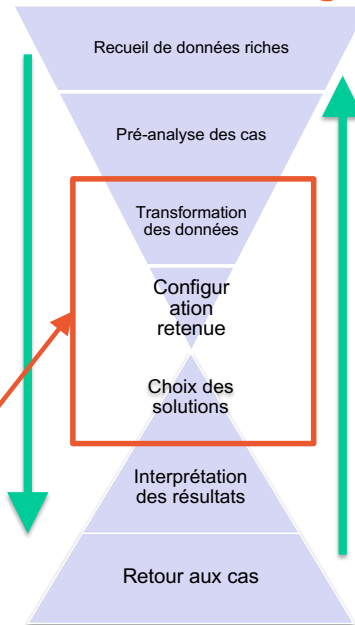 Recueil de données riches
Pré-analyse des cas
Transformation
des données
Configur
ation
retenue
Choix des
solutions
Interprétation
des résultats
Retour aux cas